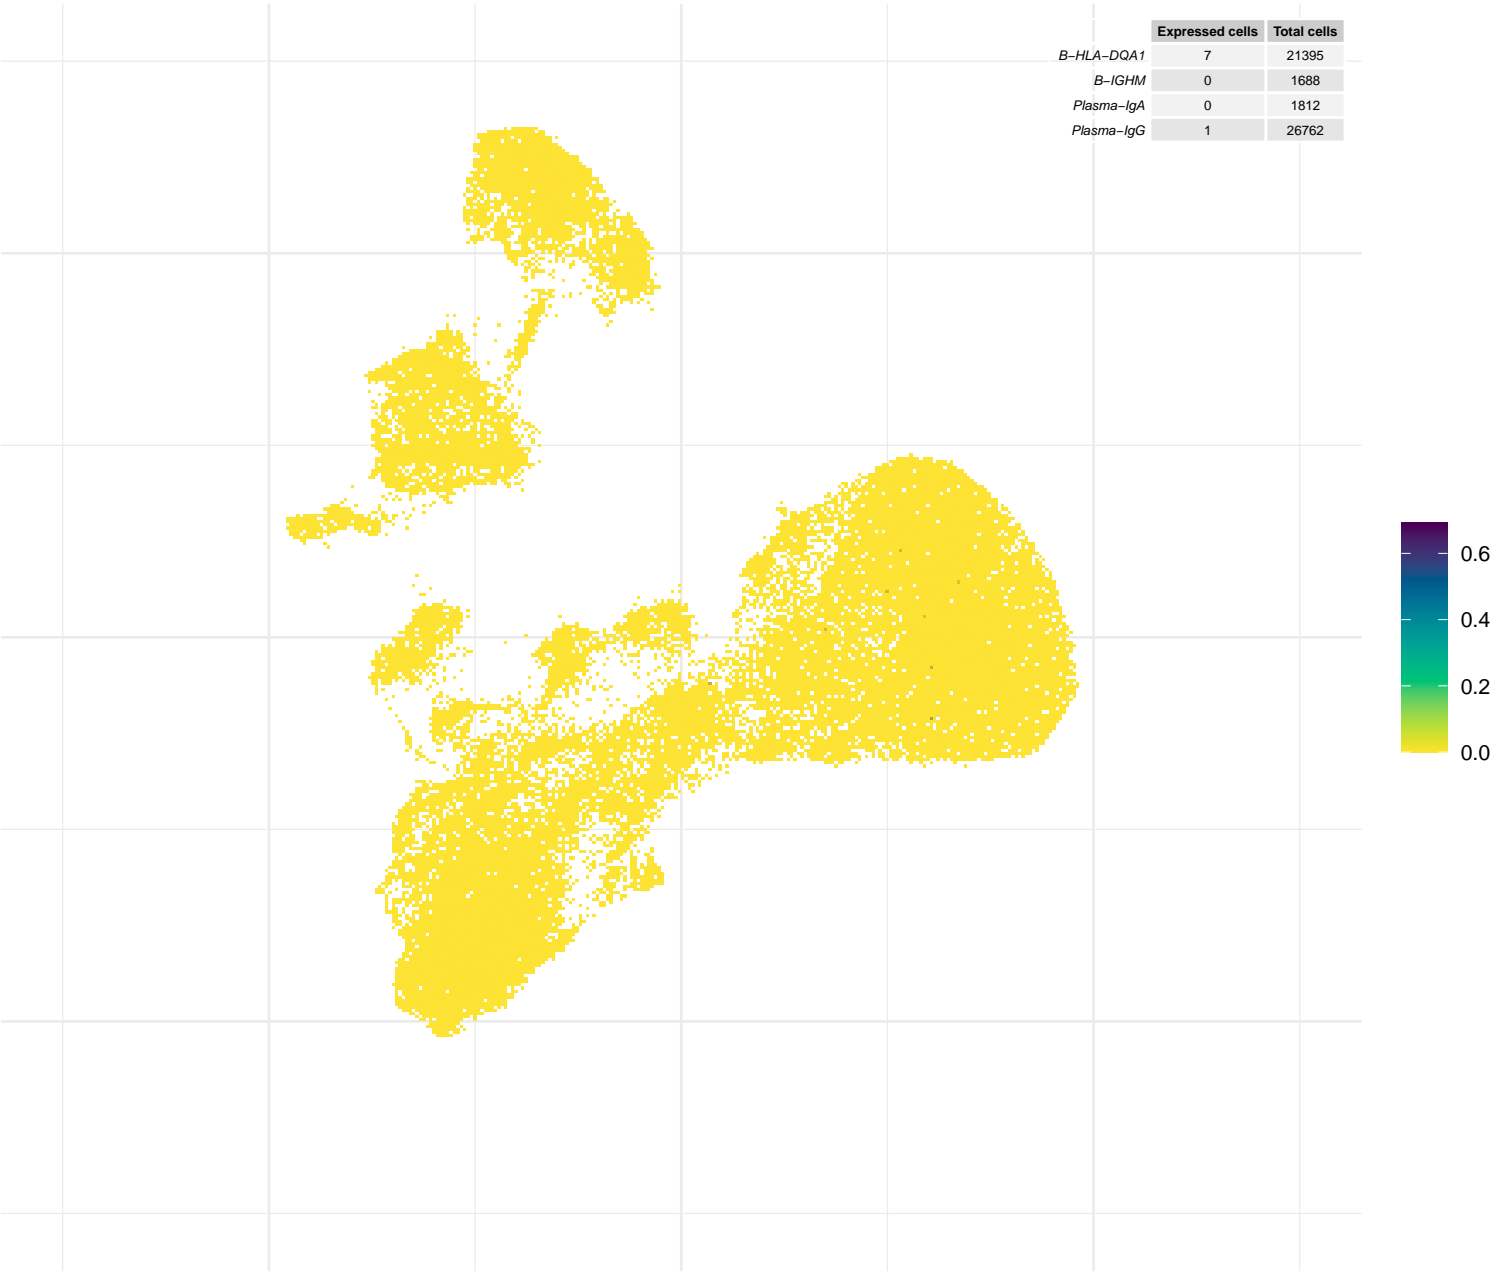 Expressed cells Total cells
B–HLA–DQA1 7 21395
B–IGHM 0 1688
Plasma–IgA 0 1812
Plasma–IgG 1 26762
0.6
0.4
0.2
0.0